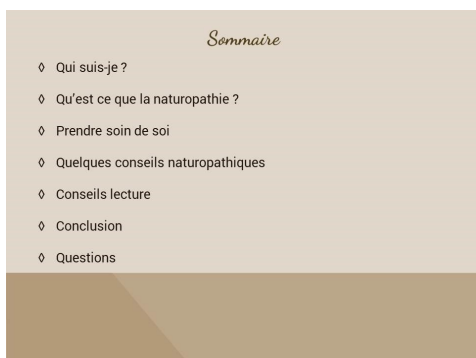 Sommaire
◊ Qui suis-je ?
◊ Qu’est ce que la naturopathie ?
◊ Prendre soin de soi
◊ Quelques conseils naturopathiques
◊ Conseils lecture
◊ Conclusion
◊ Questions